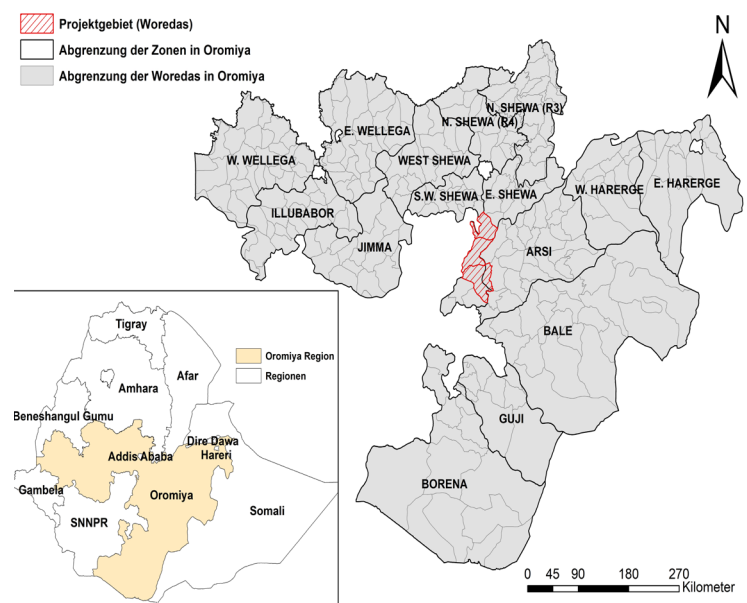 Projektgebiet (Woredas)
Abgrenzung der Zonen in Oromiya
Abgrenzung der Woredas in Oromiya
N
N. SHEWA (R3)
E. WELLEGA
N. SHEWA (R4)
W. WELLEGA
WEST SHEWA
W. HARERGE
E. HARERGE
S.W. SHEWA
E. SHEWA
ILLUBABOR
JIMMA
ARSI
BALE
GUJI
BORENA
Tigray
Oromiya Region
Regionen
Afar
Amhara
Beneshangul Gumu
Dire Dawa
Addis Ababa
Hareri
Gambela
Oromiya
SNNPR
Somali
0 45 90 180 270
Kilometer